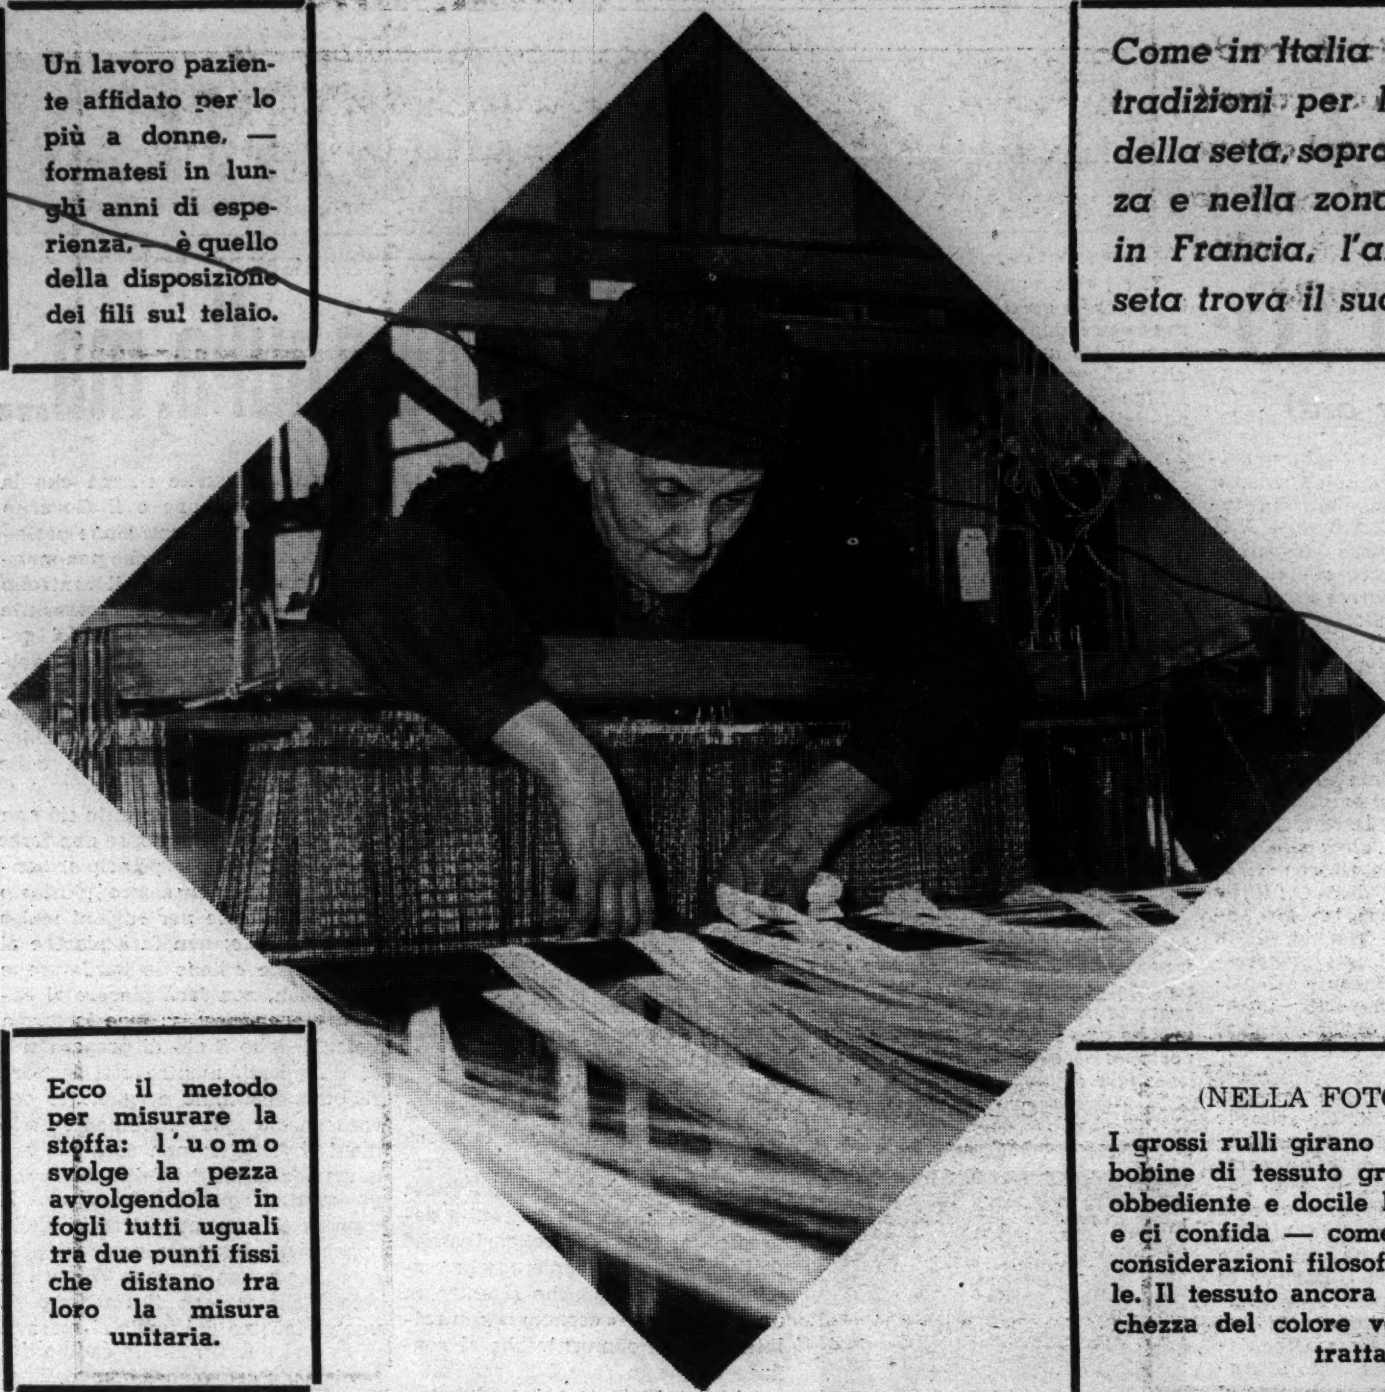 Un lavoro pazien-
te affidato per lo
più a donne, —
formatesi in lun-
ghi anni di espe-
rienza, — è quello
della disposizione
dei fili sul telaio.
Come in Italia
tradizioni per
della seta, sopra
za e nella zona
in Francia, l'a
seta trova il suo
Ecco il metodo
per misurare la
stoffa: l'uomo
svolge la pezza
avvolgendola in
fogli tutti uguali
tra due punti fissi
che distano tra
loro la misura
unitaria.
(NELLA FOTO
I grossi rulli girano
bobine di tessuto gr
obbediente e docile
e ci confida — come
considerazioni filosof
le. Il tessuto ancora
chezza del colore v
tratta